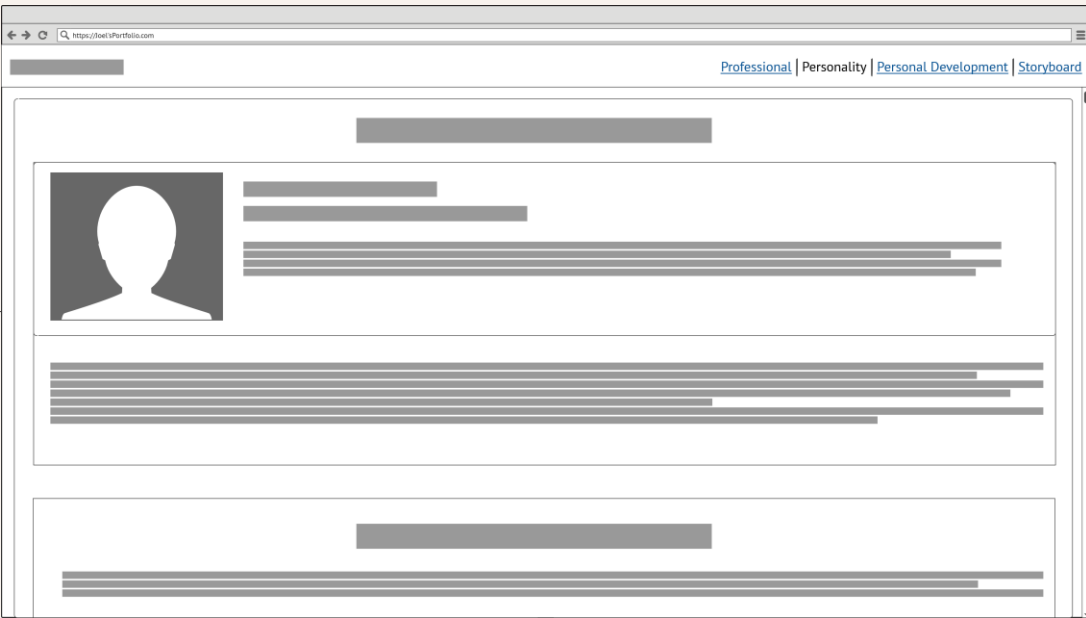 https://Joel'sPortfolio.com
Professional | Personality | Personal Development | Storyboard